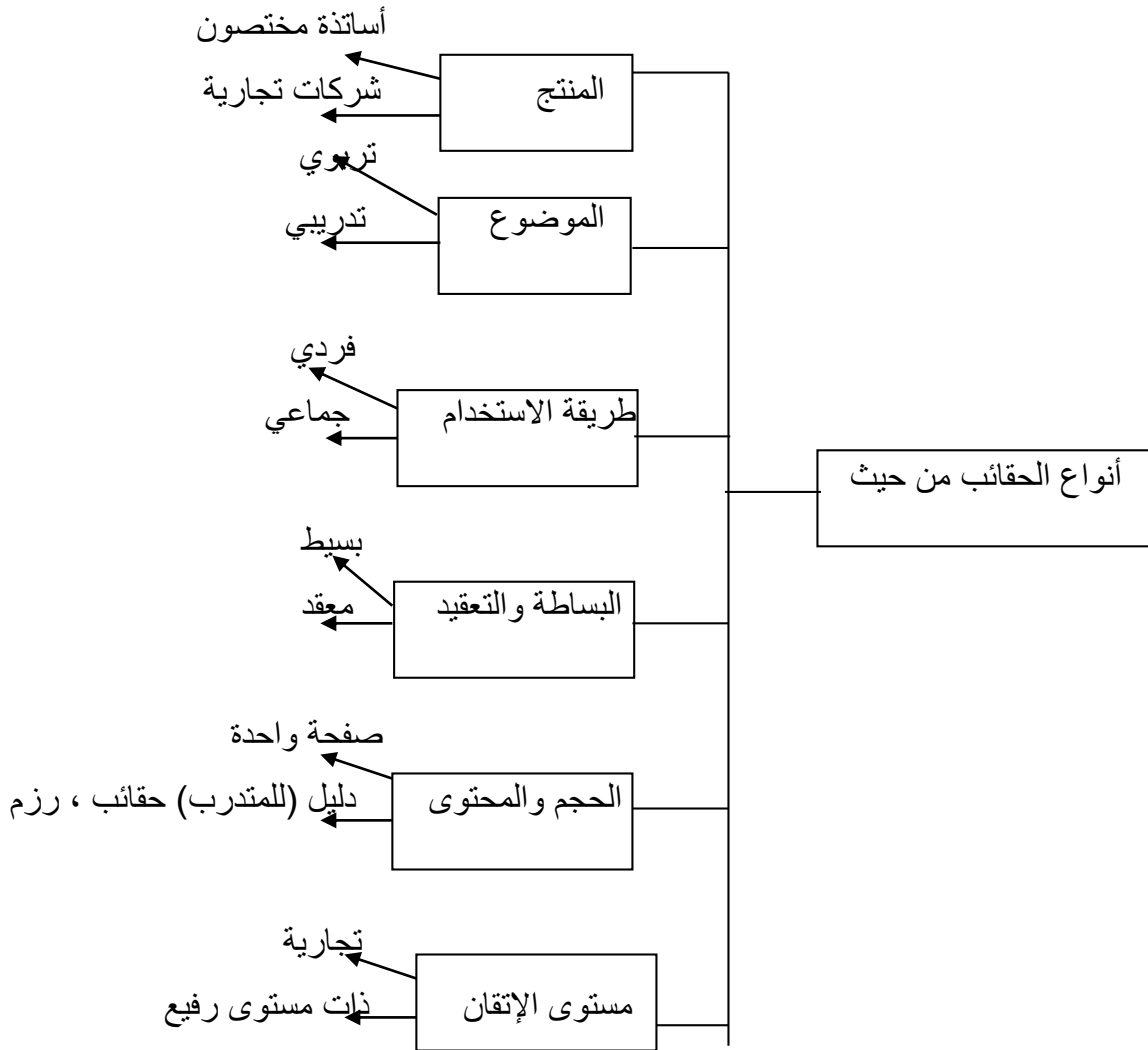 أنواع الحقائب من حيث
المنتج
أساتذة مختصون
شركات تجارية
الموضوع
تربوي
تدريبي
طريقة الاستخدام
فردي
جماعي
البساطة والتعقيد
بسيط
معقد
الحجم والمحتوى
صفحة واحدة
دليل (للمتدرب) حقائب ، رزم
مستوى الإتقان
تجارية
ذات مستوى رفيع